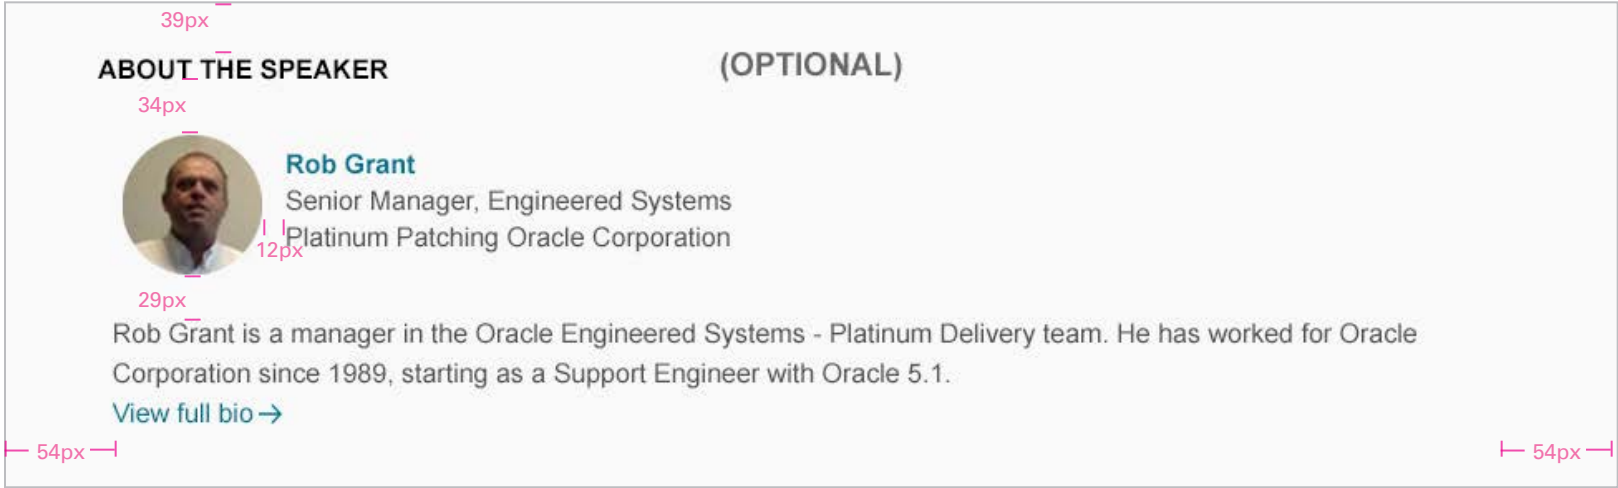 39px
ABOUT THE SPEAKER
(OPTIONAL)
34px
Rob Grant
Senior Manager, Engineered Systems
Platinum Patching Oracle Corporation
12px
29px
Rob Grant is a manager in the Oracle Engineered Systems - Platinum Delivery team. He has worked for Oracle
Corporation since 1989, starting as a Support Engineer with Oracle 5.1.
View full bio→
54px
54px